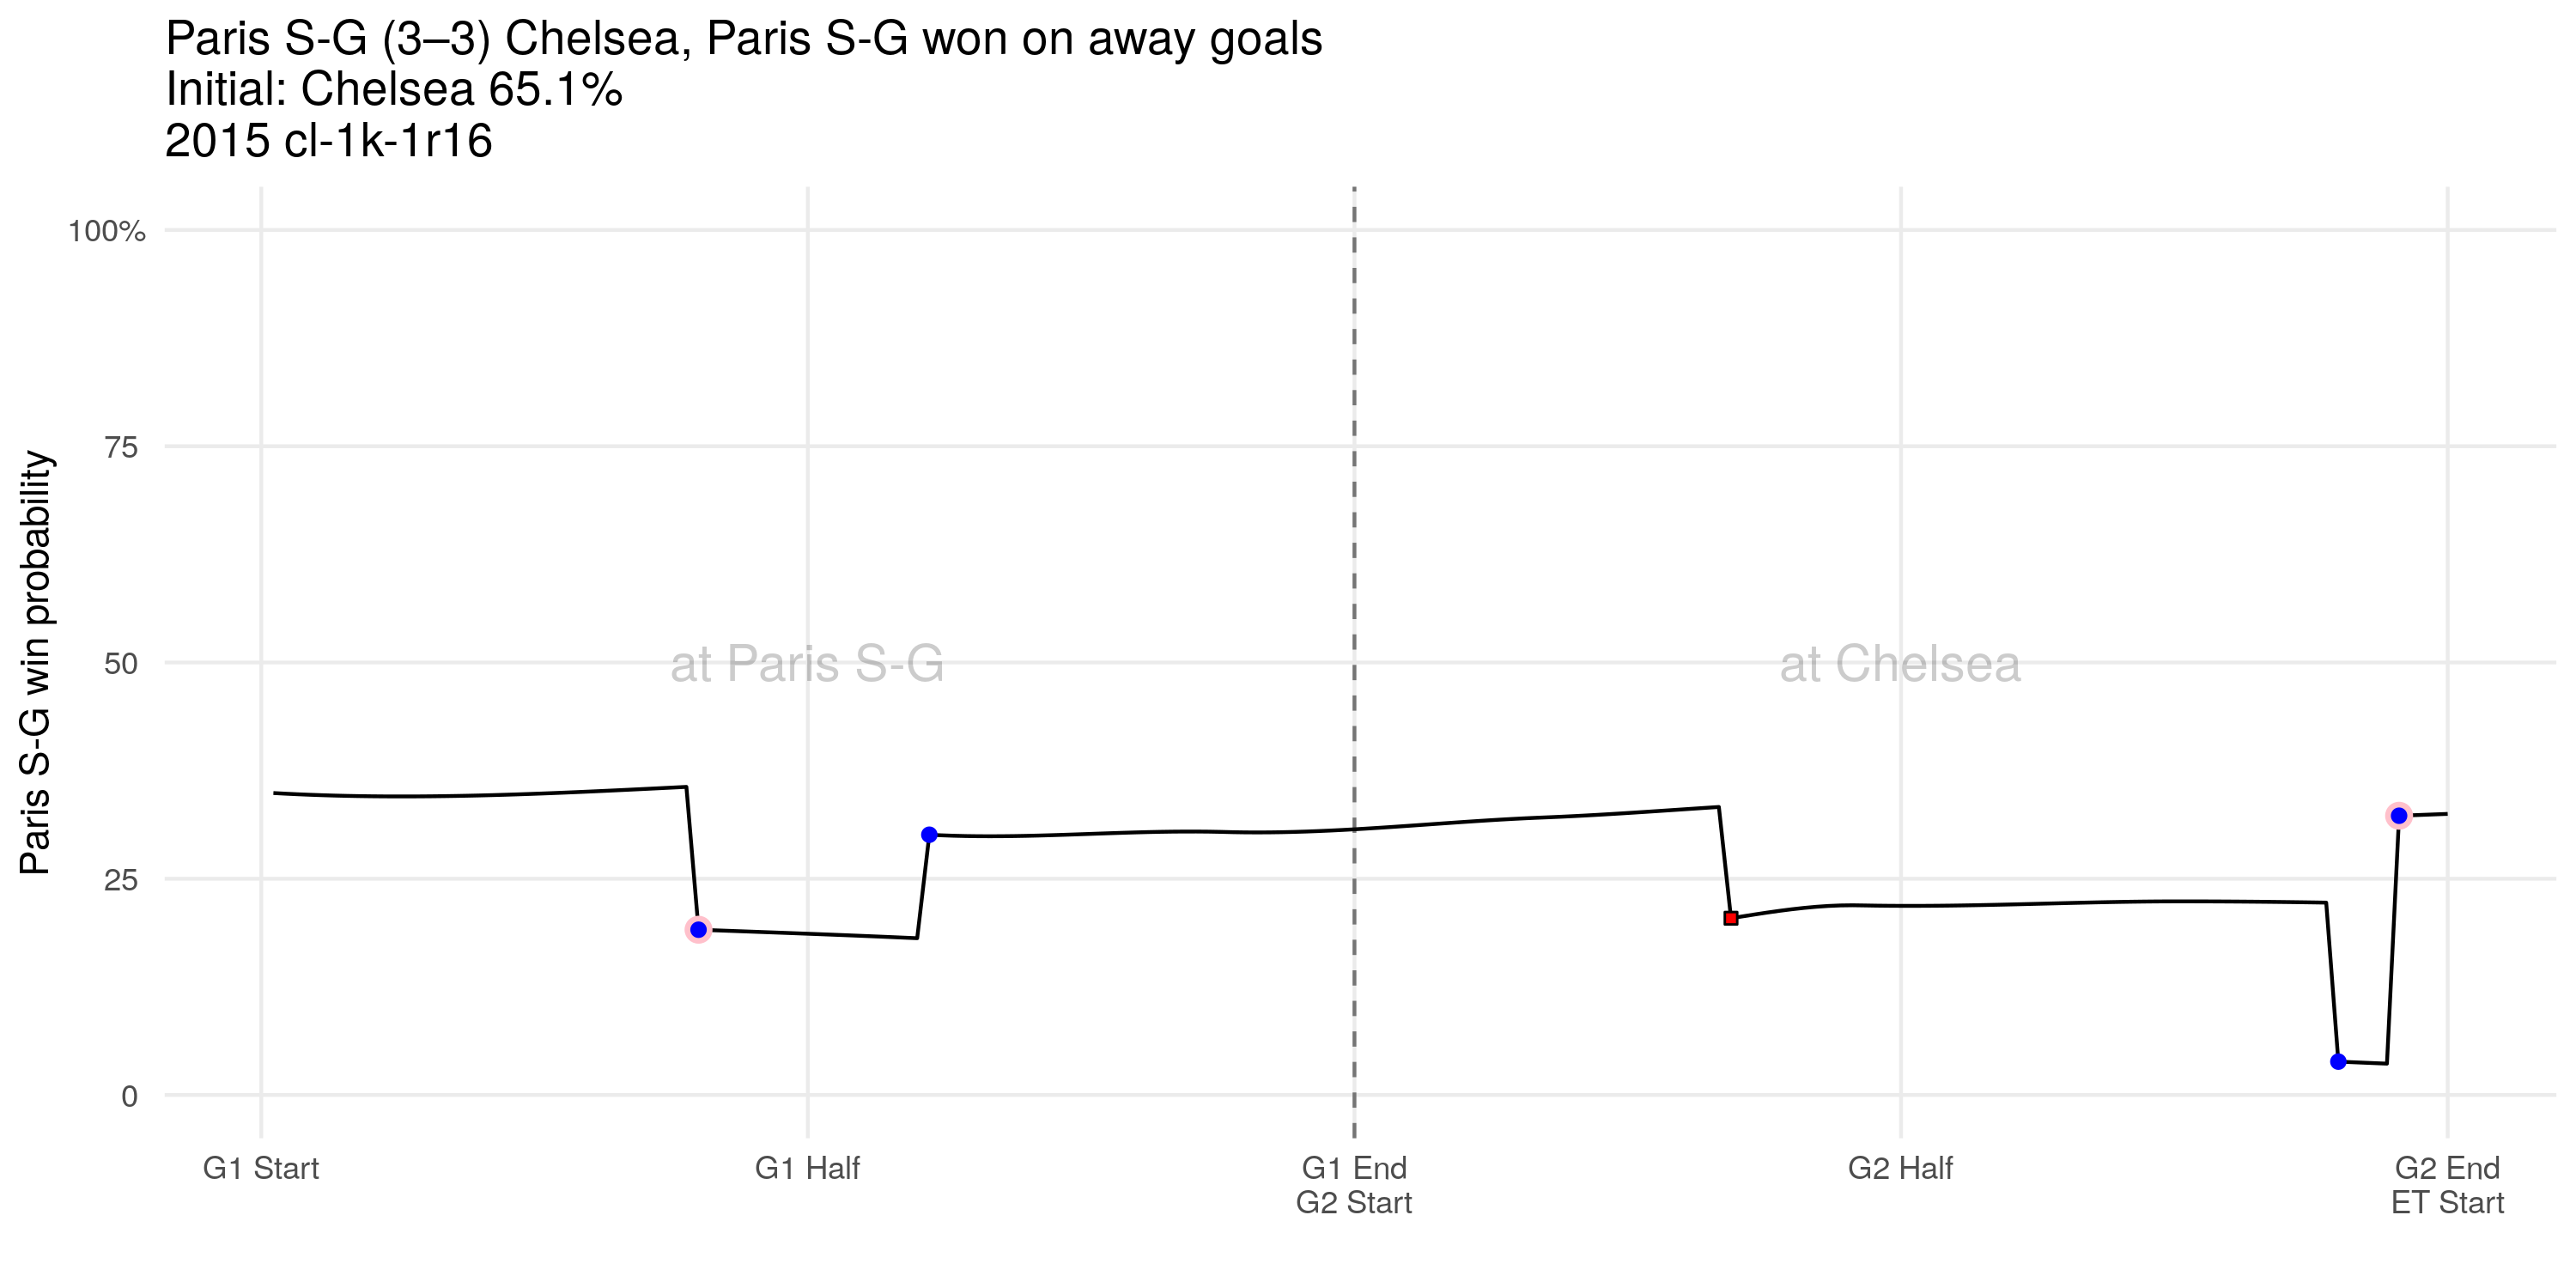 Paris S-G (3–3) Chelsea, Paris S-G won on away goals
Initial: Chelsea 65.1%
2015 cl-1k-1r16
Paris S-G win probability
100%
75
50
25
0
at Paris S-G
at Chelsea
G1 Start
G1 Half
G1 End
G2 Start
G2 Half
G2 End
ET Start